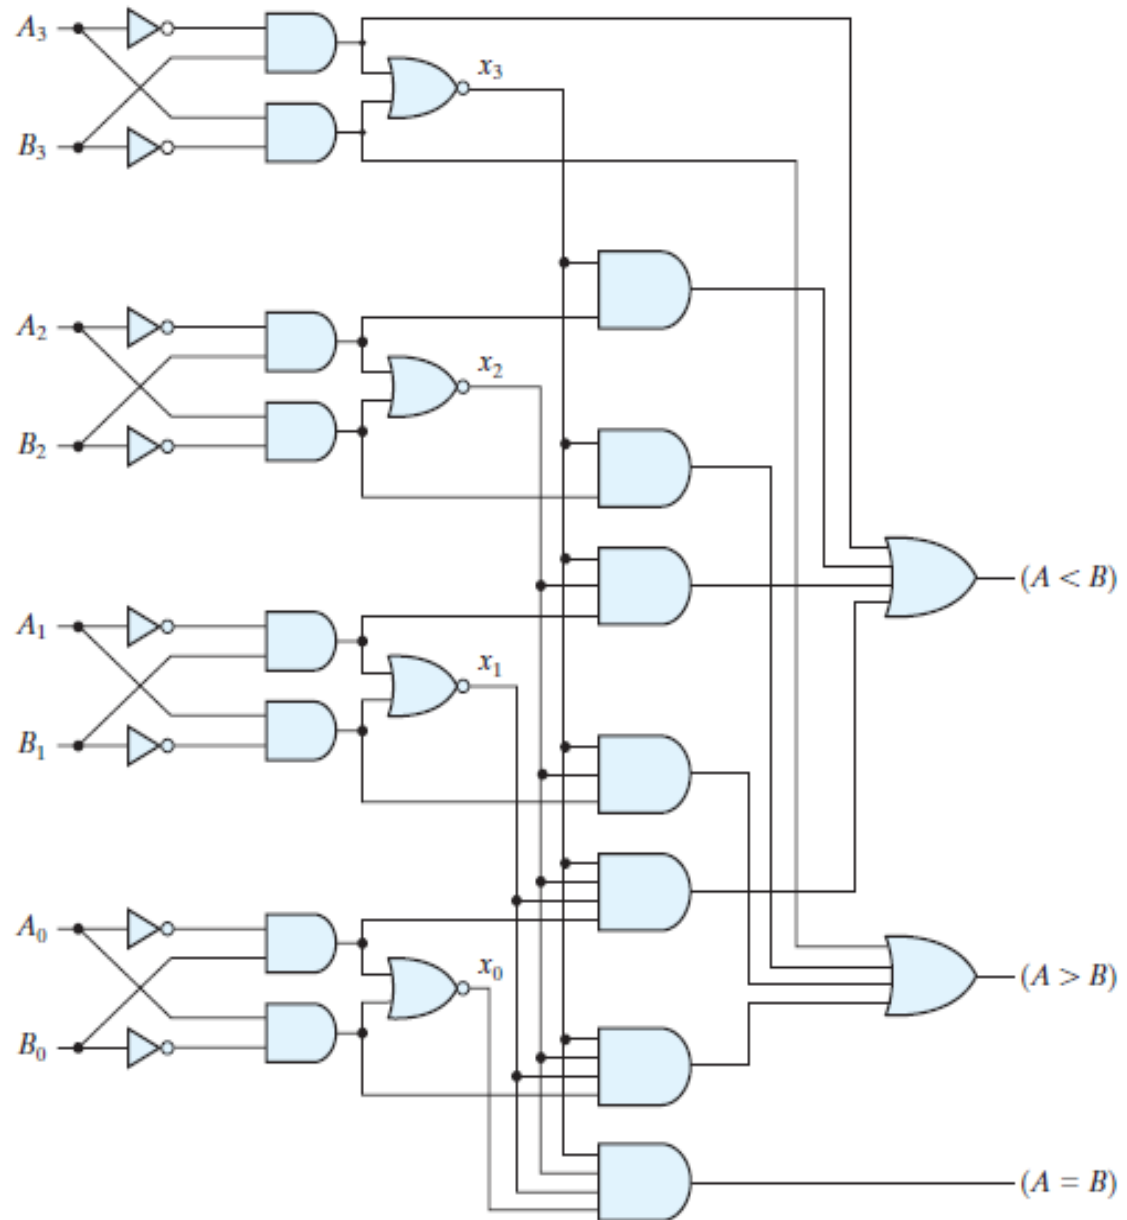 A₃
x₃
B₃
A₂
x₂
B₂
(A < B)
A₁
x₁
B₁
A₀
x₀
(A > B)
B₀
(A = B)